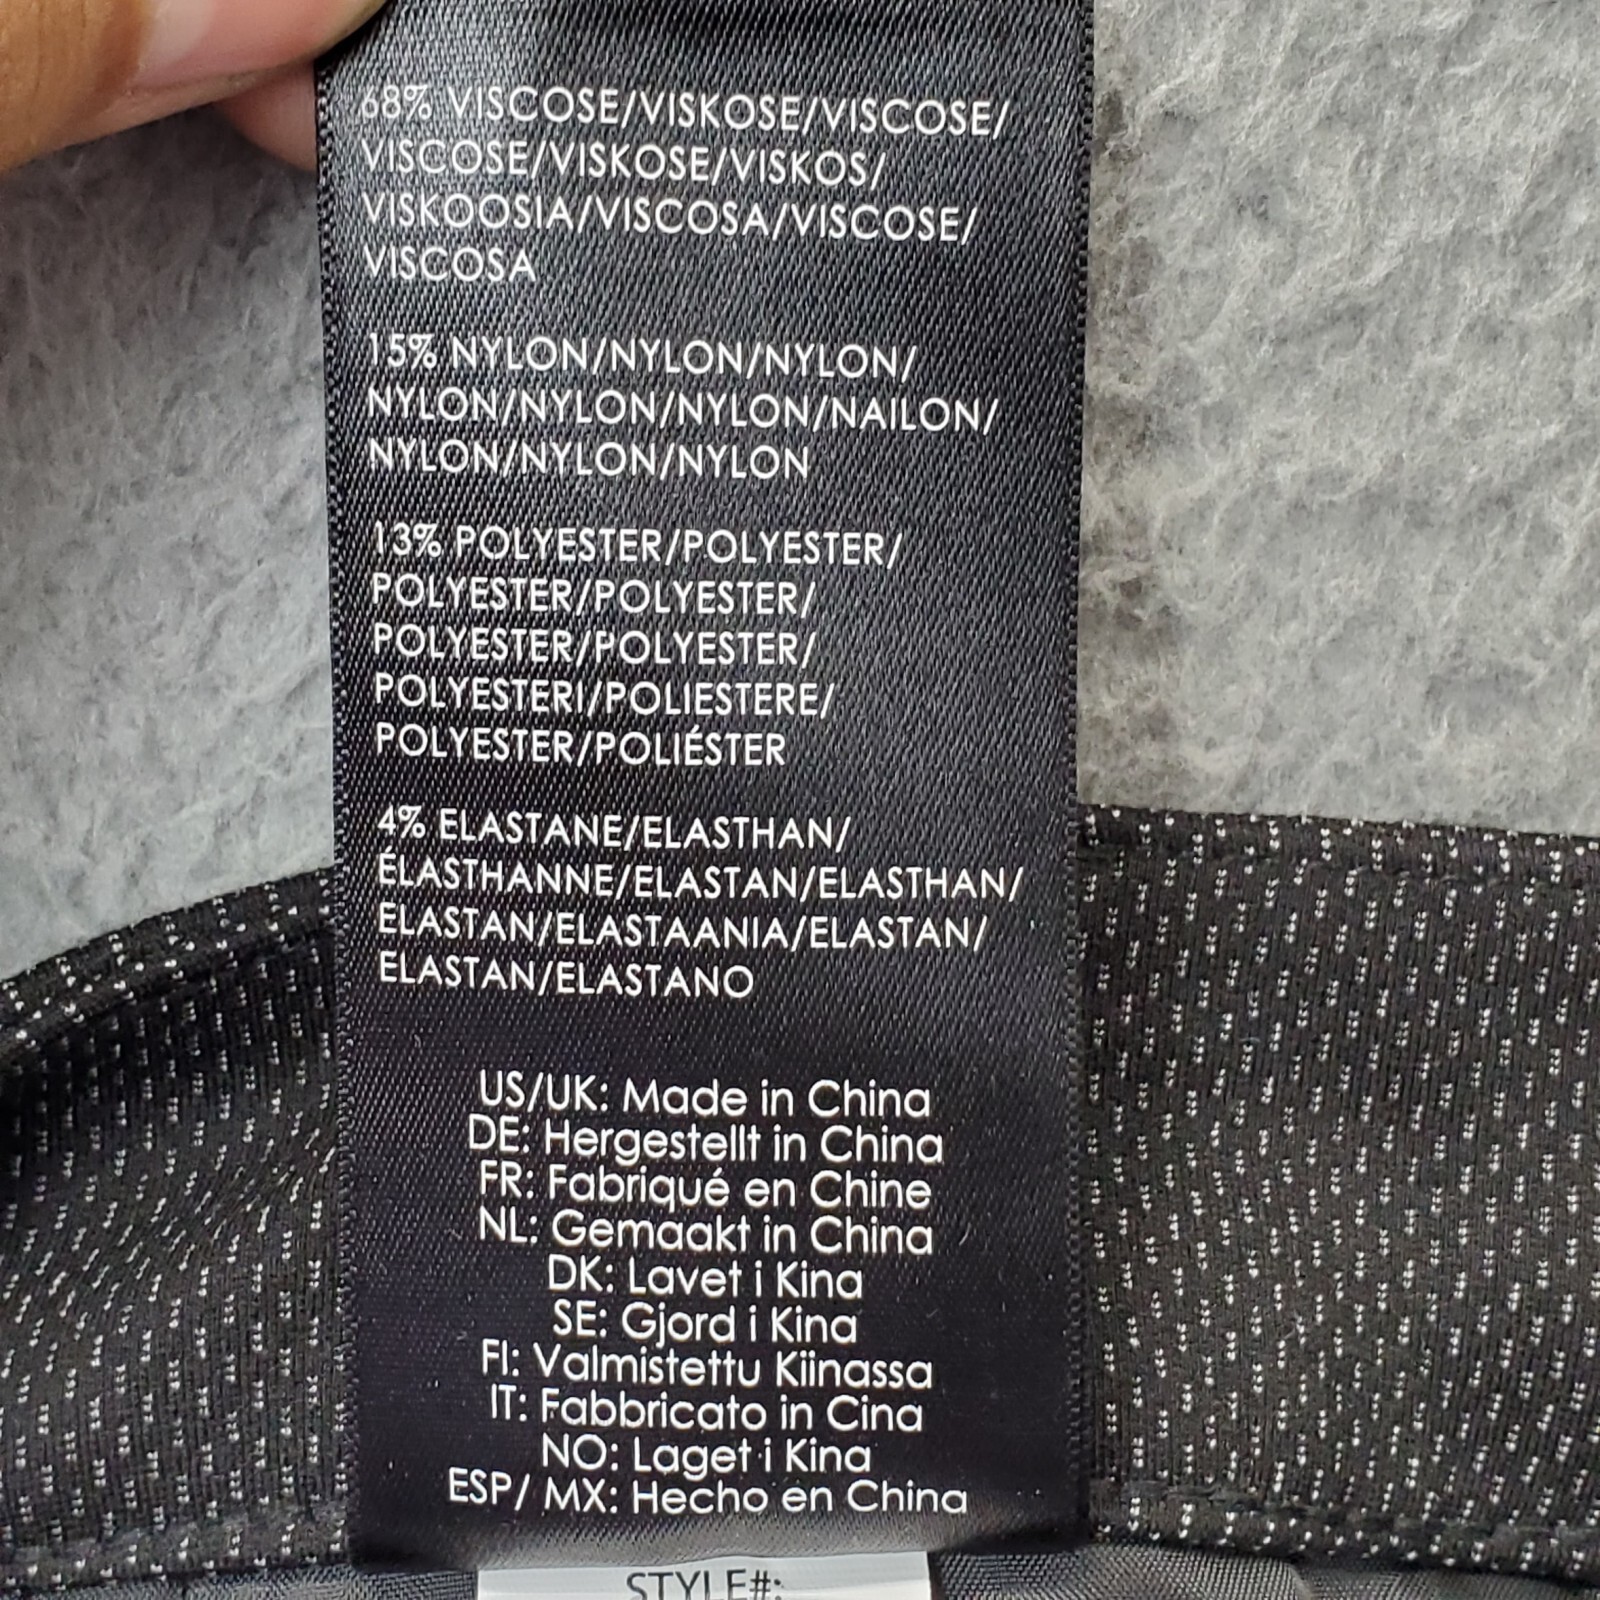 68% VISCOSE/VISKOSE/VISCOSE/
VISCOSE/VISKOSE/VISKOS/
VISKOOSIA/VISCOSA/VISCOSE/
VISCOSA
15% NYLON/NYLON/NYLON/
NYLON/NYLON/NYLON/NAILON/
NYLON/NYLON/NYLON
13% POLYESTER/POLYESTER/
POLYESTER/POLYESTER/
POLYESTER/POLYESTER/
POLYESTERI/POLIESTERE/
POLYESTER/POLIÉSTER
4% ELASTANE/ELASTHAN/
ÉLASTHANNE/ELASTAN/ELASTHAN/
ELASTAN/ELASTAANIA/ELASTAN/
ELASTAN/ELASTANO
US/UK: Made in China
DE: Hergestellt in China
FR: Fabriqué en Chine
NL: Gemaakt in China
DK: Lavet i Kina
SE: Gjord i Kina
FI: Valmistettu Kiinassa
IT: Fabbricato in Cina
NO: Laget i Kina
ESP/ MX: Hecho en China
STYLE#: